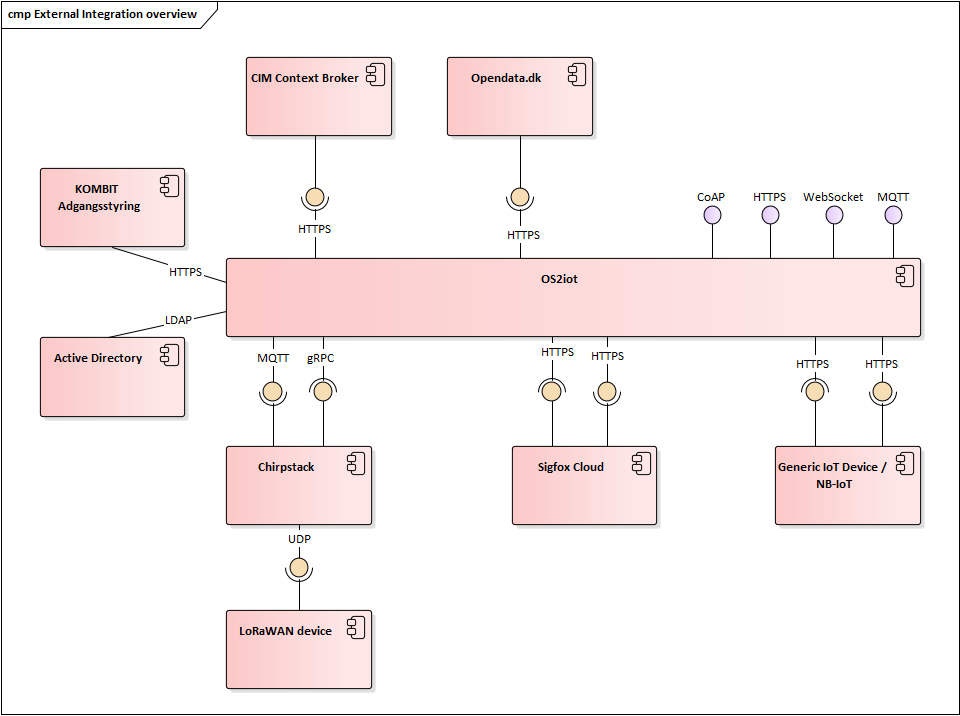 cmp External Integration overview
CIM Context Broker
Opendata.dk
KOMBIT
Adgangsstyring
CoAP
HTTPS
WebSocket
MQTT
HTTPS
HTTPS
HTTPS
OS2iot
LDAP
Active Directory
MQTT
gRPC
HTTPS
HTTPS
HTTPS
HTTPS
Chirpstack
Sigfox Cloud
Generic IoT Device /
NB-IoT
UDP
LoRaWAN device